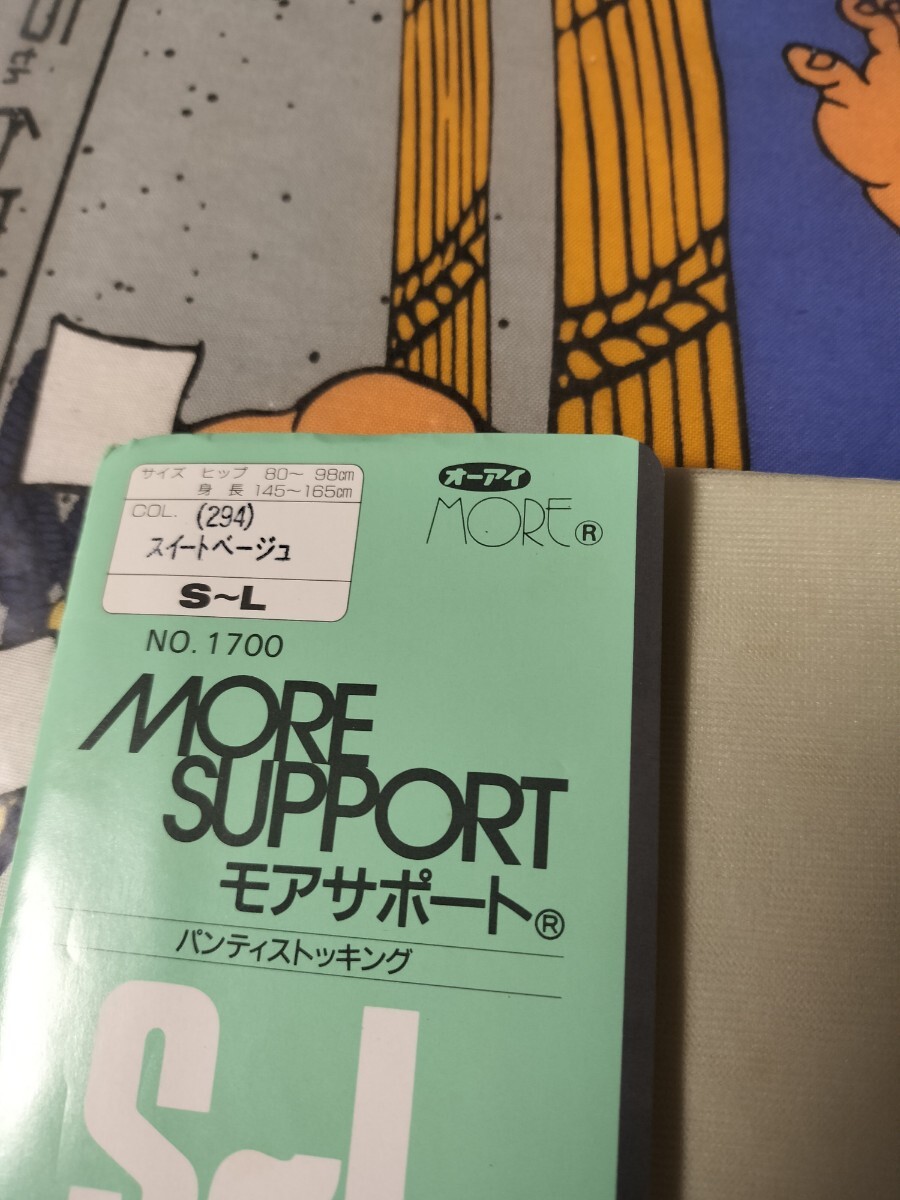 サイズ ヒップ 80～ 98cm
身 長 145～165cm
COL. (294)
スイートベージュ
S～L
オーアイ
MORE®
NO. 1700
MORE
SUPPORT
モアサポート®
パンティストッキング
S～L